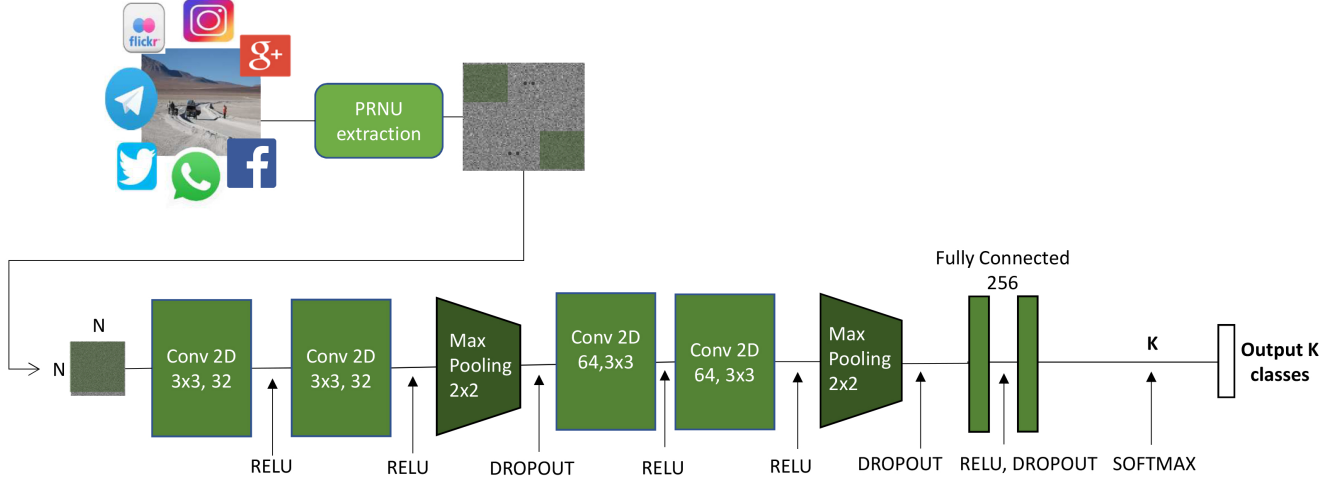 flickr
g+
f
PRNU
extraction
Fully Connected
256
N
N
Conv 2D
3x3, 32
Conv 2D
3x3, 32
Max
Pooling
2x2
Conv 2D
64,3x3
Conv 2D
64, 3x3
Max
Pooling
2x2
K
Output K
classes
RELU
RELU
DROPOUT
RELU
RELU
DROPOUT
RELU, DROPOUT
SOFTMAX